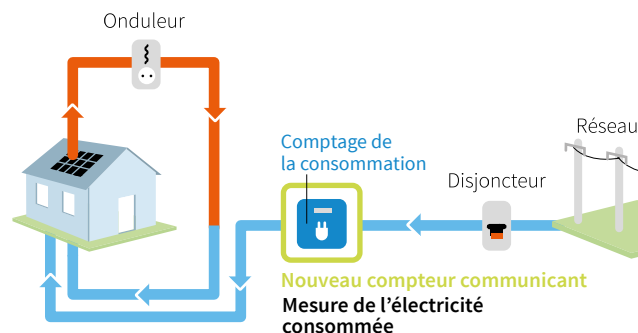 Onduleur
Réseau
Comptage de
la consommation
Disjoncteur
Nouveau compteur communicant
Mesure de l'électricité
consommée